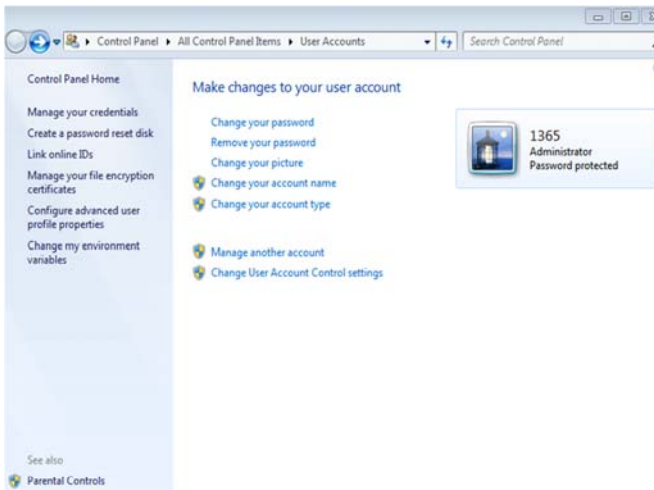 Control Panel ▸ All Control Panel Items ▸ User Accounts
Search Control Panel
Control Panel Home
Manage your credentials
Create a password reset disk
Link online IDs
Manage your file encryption
certificates
Configure advanced user
profile properties
Change my environment
variables
See also
Parental Controls
Make changes to your user account
Change your password
Remove your password
Change your picture
Change your account name
Change your account type
Manage another account
Change User Account Control settings
1365
Administrator
Password protected